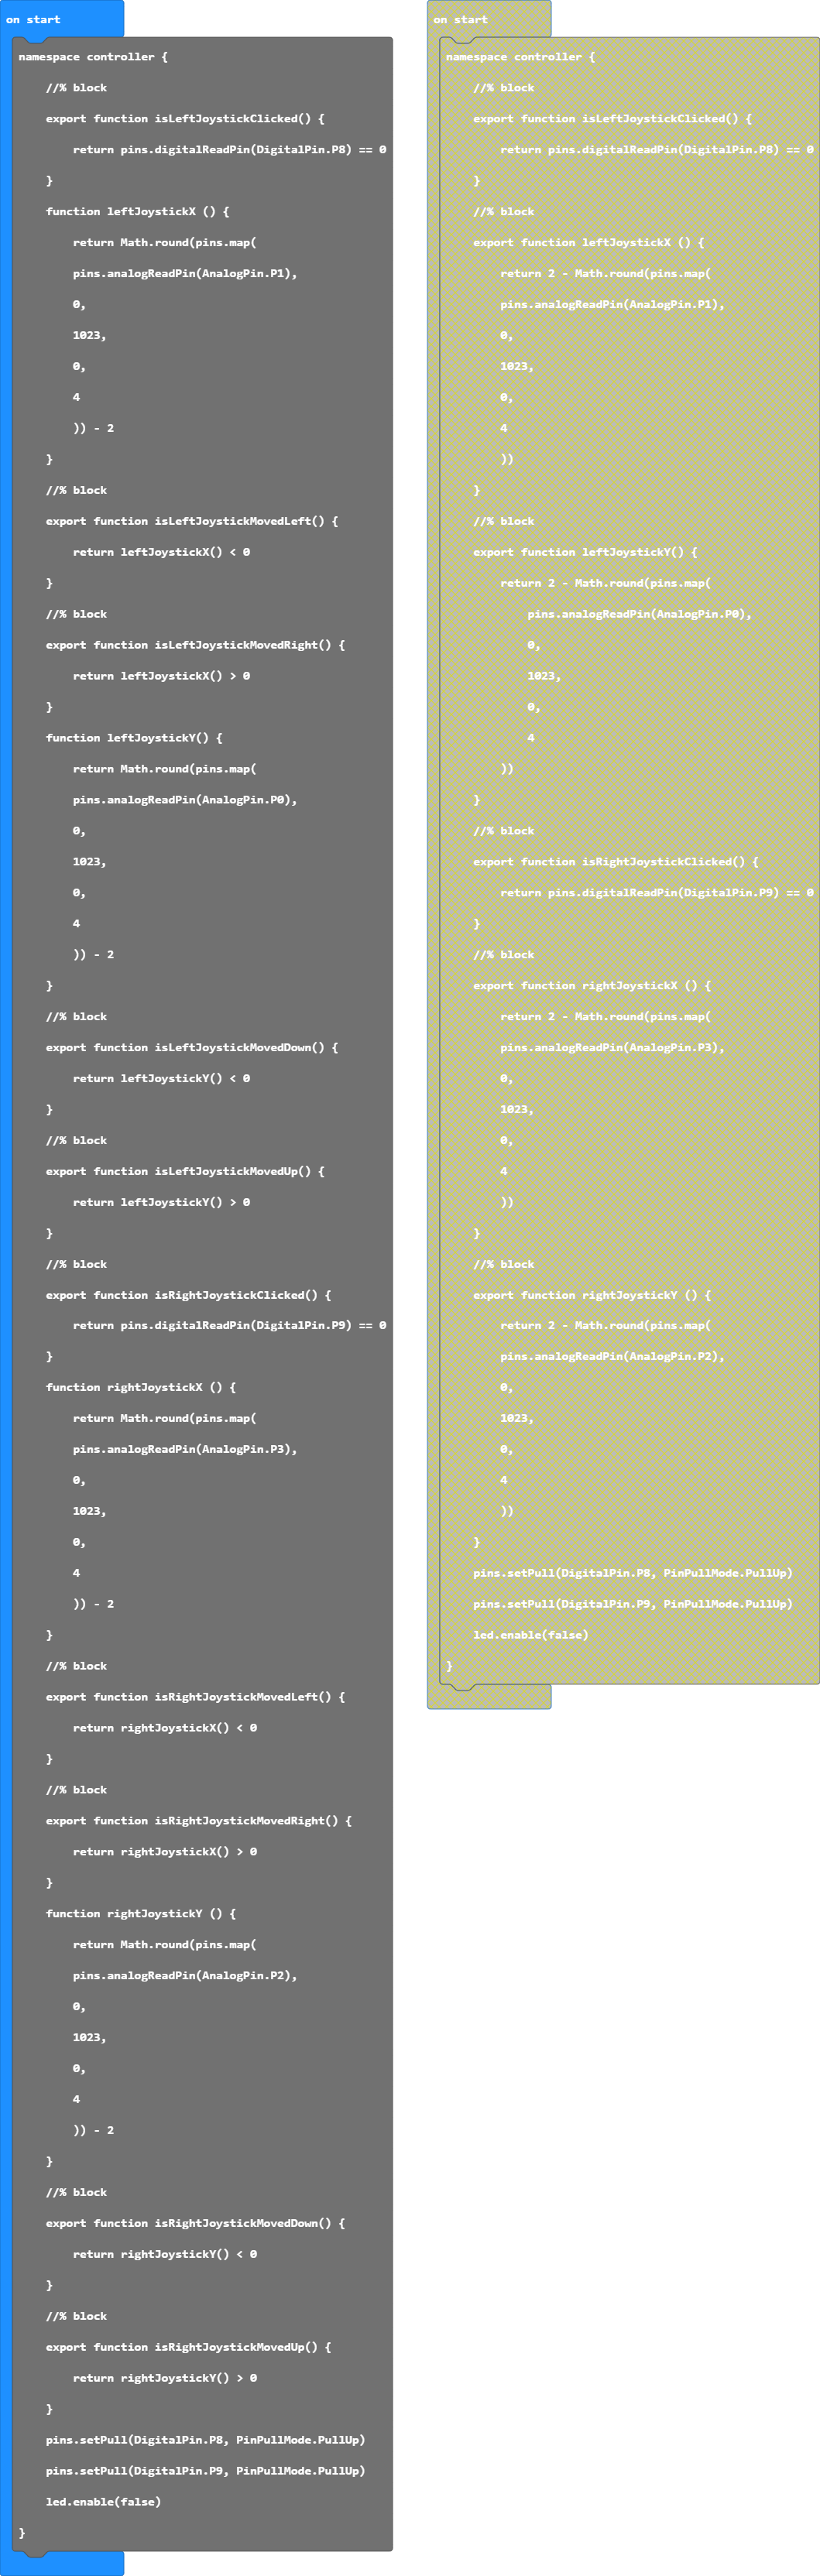 on start
namespace controller {
//% block
export function isLeftJoystickClicked() {
return pins.digitalReadPin(DigitalPin.P8) == 0
}
function leftJoystickX () {
return Math.round(pins.map(
pins.analogReadPin(AnalogPin.P1),
0,
1023,
0,
4
)) - 2
}
//% block
export function isLeftJoystickMovedLeft() {
return leftJoystickX() < 0
}
//% block
export function isLeftJoystickMovedRight() {
return leftJoystickX() > 0
}
function leftJoystickY() {
return Math.round(pins.map(
pins.analogReadPin(AnalogPin.P0),
0,
1023,
0,
4
)) - 2
}
//% block
export function isLeftJoystickMovedDown() {
return leftJoystickY() < 0
}
//% block
export function isLeftJoystickMovedUp() {
return leftJoystickY() > 0
}
//% block
export function isRightJoystickClicked() {
return pins.digitalReadPin(DigitalPin.P9) == 0
}
function rightJoystickX () {
return Math.round(pins.map(
pins.analogReadPin(AnalogPin.P3),
0,
1023,
0,
4
)) - 2
}
//% block
export function isRightJoystickMovedLeft() {
return rightJoystickX() < 0
}
//% block
export function isRightJoystickMovedRight() {
return rightJoystickX() > 0
}
function rightJoystickY () {
return Math.round(pins.map(
pins.analogReadPin(AnalogPin.P2),
0,
1023,
0,
4
)) - 2
}
//% block
export function isRightJoystickMovedDown() {
return rightJoystickY() < 0
}
//% block
export function isRightJoystickMovedUp() {
return rightJoystickY() > 0
}
pins.setPull(DigitalPin.P8, PinPullMode.PullUp)
pins.setPull(DigitalPin.P9, PinPullMode.PullUp)
led.enable(false)
}
on start
namespace controller {
//% block
export function isLeftJoystickClicked() {
return pins.digitalReadPin(DigitalPin.P8) == 0
}
//% block
export function leftJoystickX () {
return 2 - Math.round(pins.map(
pins.analogReadPin(AnalogPin.P1),
0,
1023,
0,
4
))
}
//% block
export function leftJoystickY() {
return 2 - Math.round(pins.map(
pins.analogReadPin(AnalogPin.P0),
0,
1023,
0,
4
))
}
//% block
export function isRightJoystickClicked() {
return pins.digitalReadPin(DigitalPin.P9) == 0
}
//% block
export function rightJoystickX () {
return 2 - Math.round(pins.map(
pins.analogReadPin(AnalogPin.P3),
0,
1023,
0,
4
))
}
//% block
export function rightJoystickY () {
return 2 - Math.round(pins.map(
pins.analogReadPin(AnalogPin.P2),
0,
1023,
0,
4
))
}
pins.setPull(DigitalPin.P8, PinPullMode.PullUp)
pins.setPull(DigitalPin.P9, PinPullMode.PullUp)
led.enable(false)
}